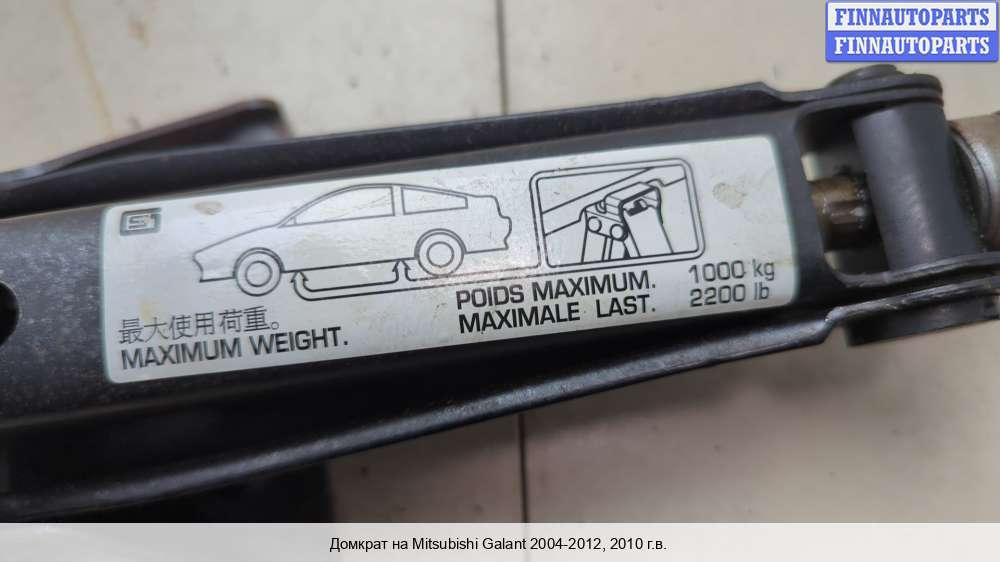 FINNAUTOPARTS
FINNAUTOPARTS
最大使用荷重。
MAXIMUM WEIGHT.
POIDS MAXIMUM.
MAXIMALE LAST.
1000 kg
2200 lb
Домкрат на Mitsubishi Galant 2004-2012, 2010 г.в.